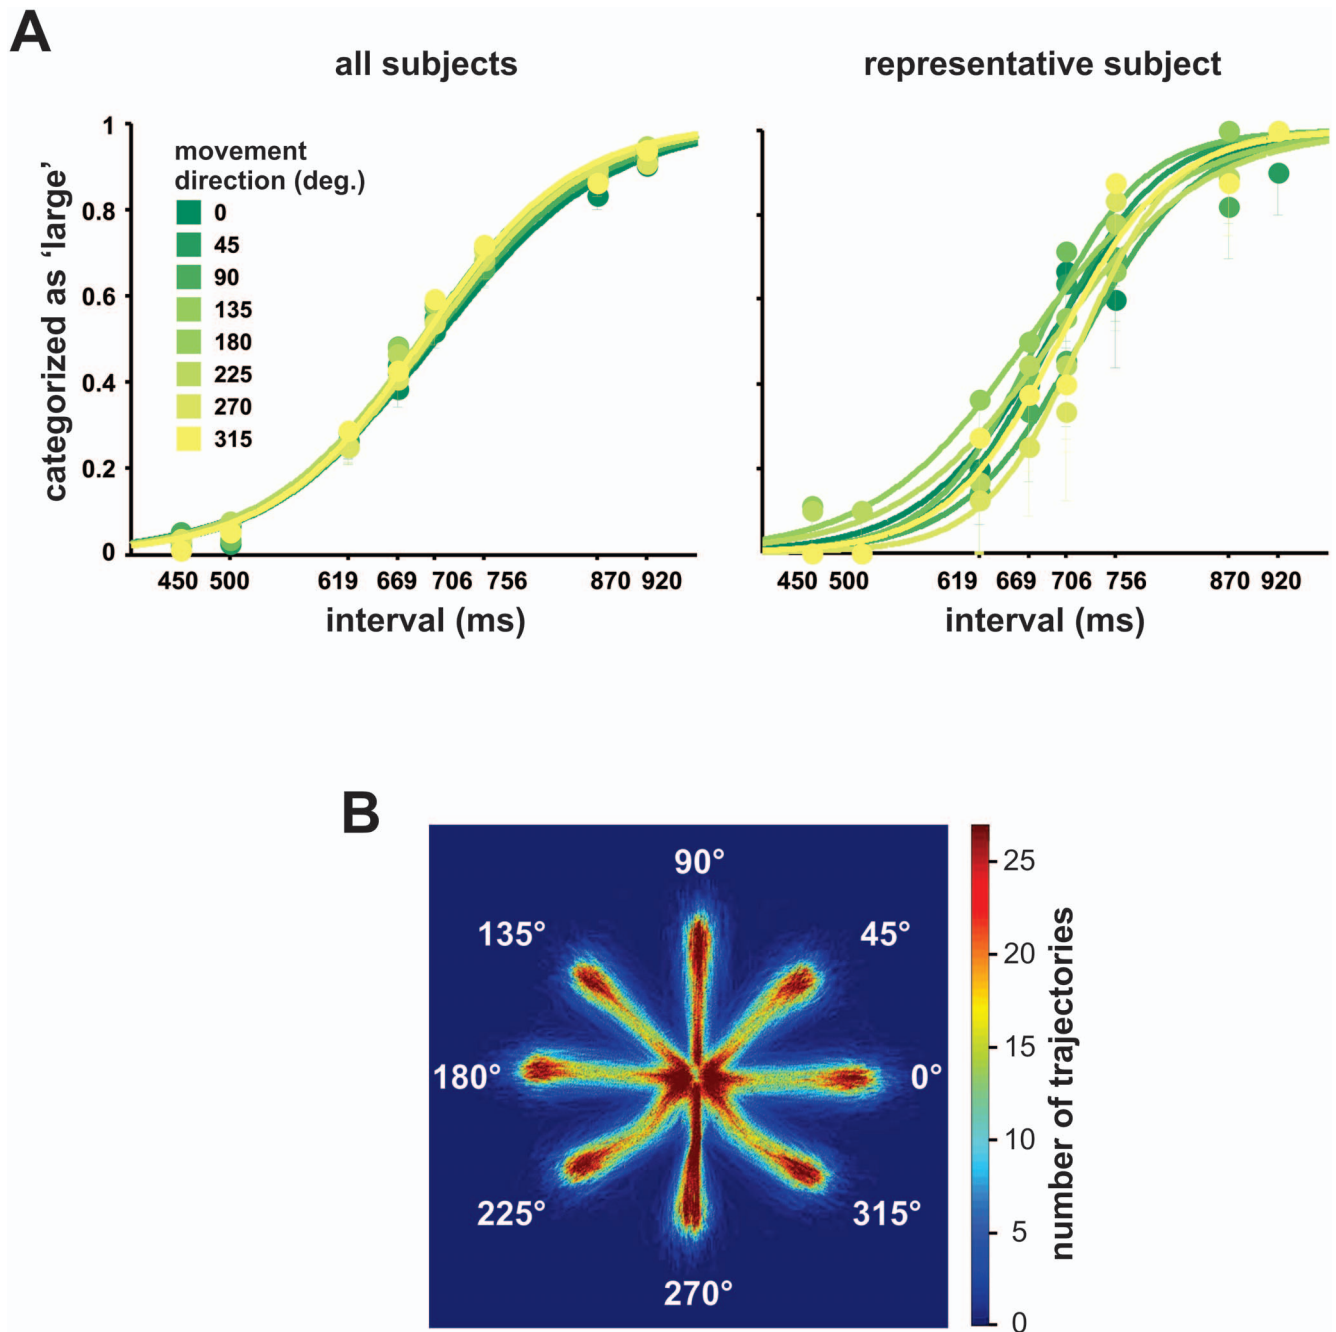 A
all subjects
representative subject
categorized as ‘large’
1
0.8
0.6
0.4
0.2
0
movement
direction (deg.)
0
45
90
135
180
225
270
315
450 500 619 669 706 756 870 920
interval (ms)
450 500 619 669 706 756 870 920
interval (ms)
B
90°
135°
45°
180°
0°
225°
315°
270°
25
20
15
10
5
0
number of trajectories